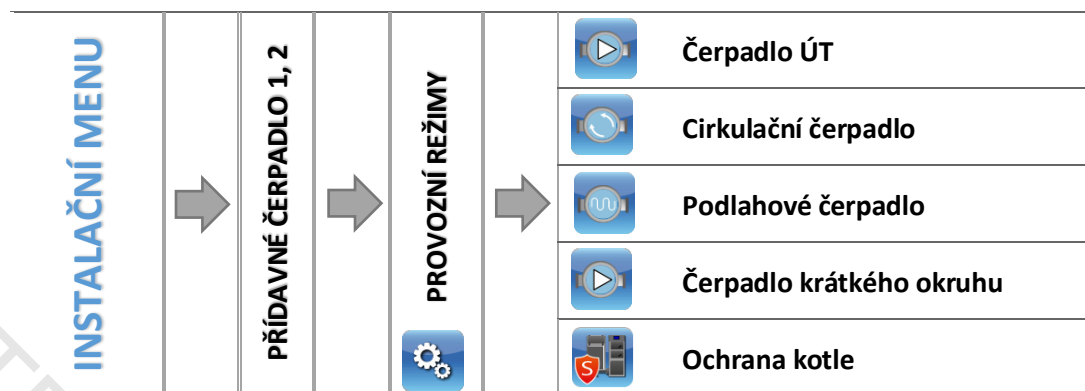 INSTALAČNÍ MENU
PŘÍDAVNÉ ČERPADLO 1, 2
PROVOZNÍ REŽIMY
Čerpadlo ÚT
Cirkulační čerpadlo
Podlahové čerpadlo
Čerpadlo krátkého okruhu
S
Ochrana kotle